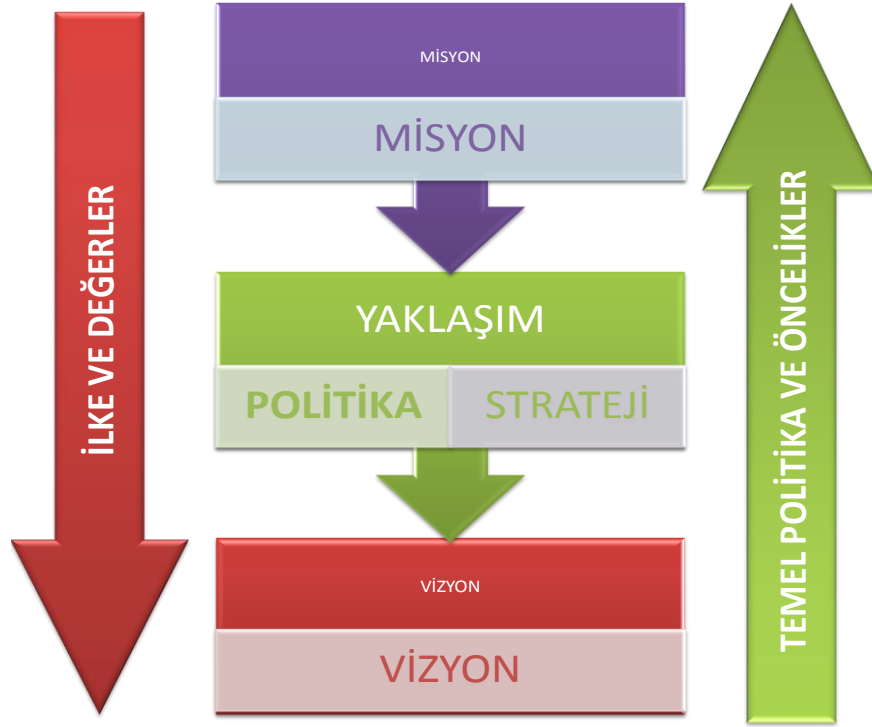 İLKE VE DEĞERLER
MİSYON
MİSYON
YAKLAŞIM
POLİTİKA
STRATEJİ
VİZYON
VİZYON
TEMEL POLİTİKA VE ÖNCELİKLER